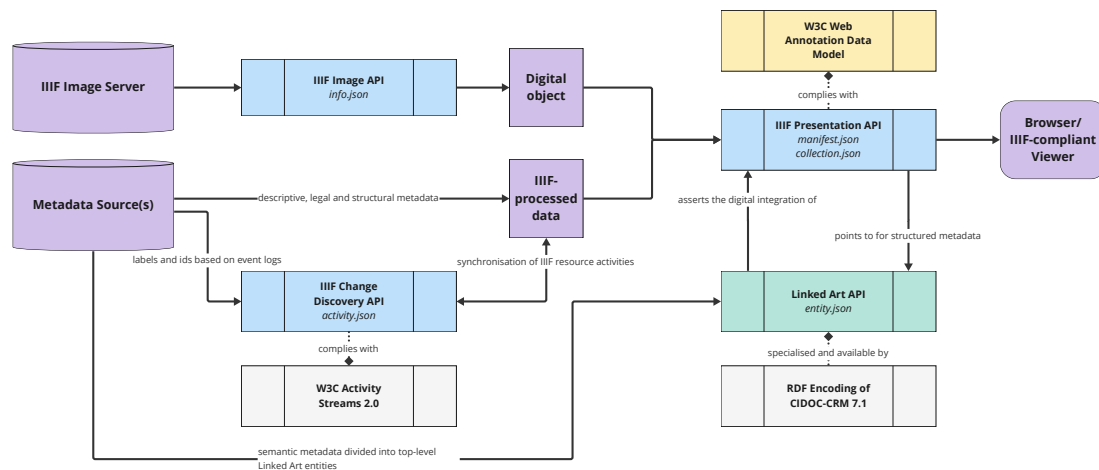 W3C Web
Annotation Data
Model
IIIF Image Server
IIIF Image API
info.json
Digital
object
complies with
IIIF Presentation API
manifest.json
collection.json
Browser/
IIIF-compliant
Viewer
Metadata Source(s)
descriptive, legal and structural metadata
IIIF-
processed
data
asserts the digital integration of
points to for structured metadata
labels and ids based on event logs
synchronisation of IIIF resource activities
IIIF Change
Discovery API
activity.json
Linked Art API
entity.json
complies with
specialised and available by
W3C Activity
Streams 2.0
RDF Encoding of
CIDOC-CRM 7.1
semantic metadata divided into top-level
Linked Art entities